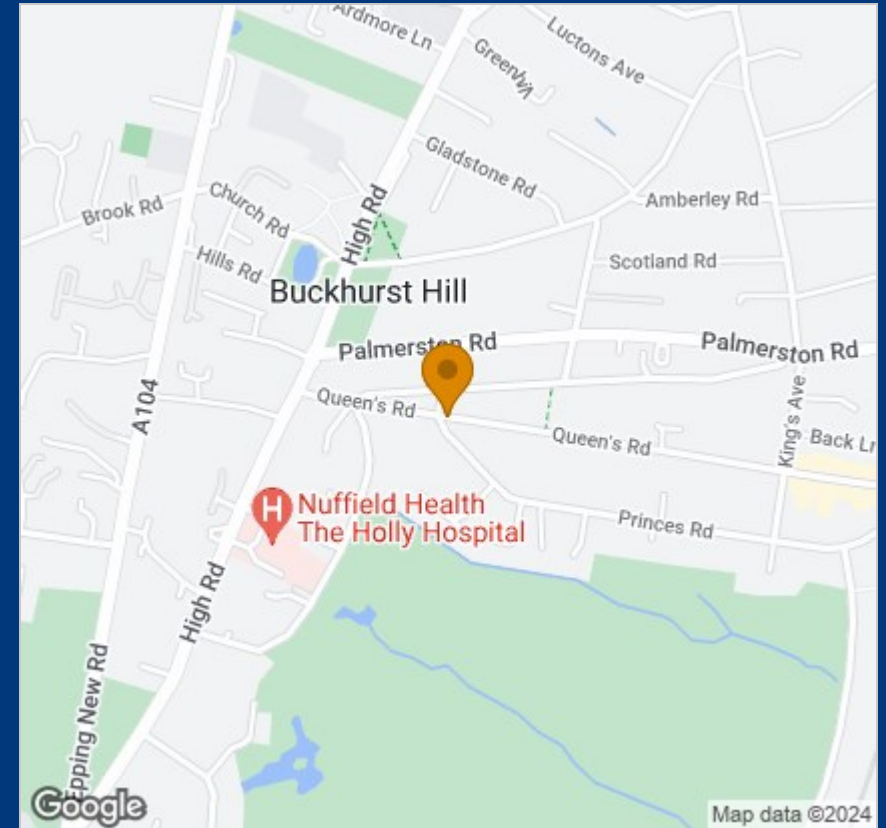 Ardmore Ln
Luctons Ave
Gladstone Rd
Amberley Rd
Brook Rd
Church Rd
High Rd
Hills Rd
Scotland Rd
Buckhurst Hill
Palmerston Rd
Palmerston Rd
A104
Queen's Rd
Queen's Rd
King's Ave
Back Ln
H
Nuffield Health
The Holly Hospital
Princes Rd
High Rd
Epping New Rd
Google
Map data ©2024